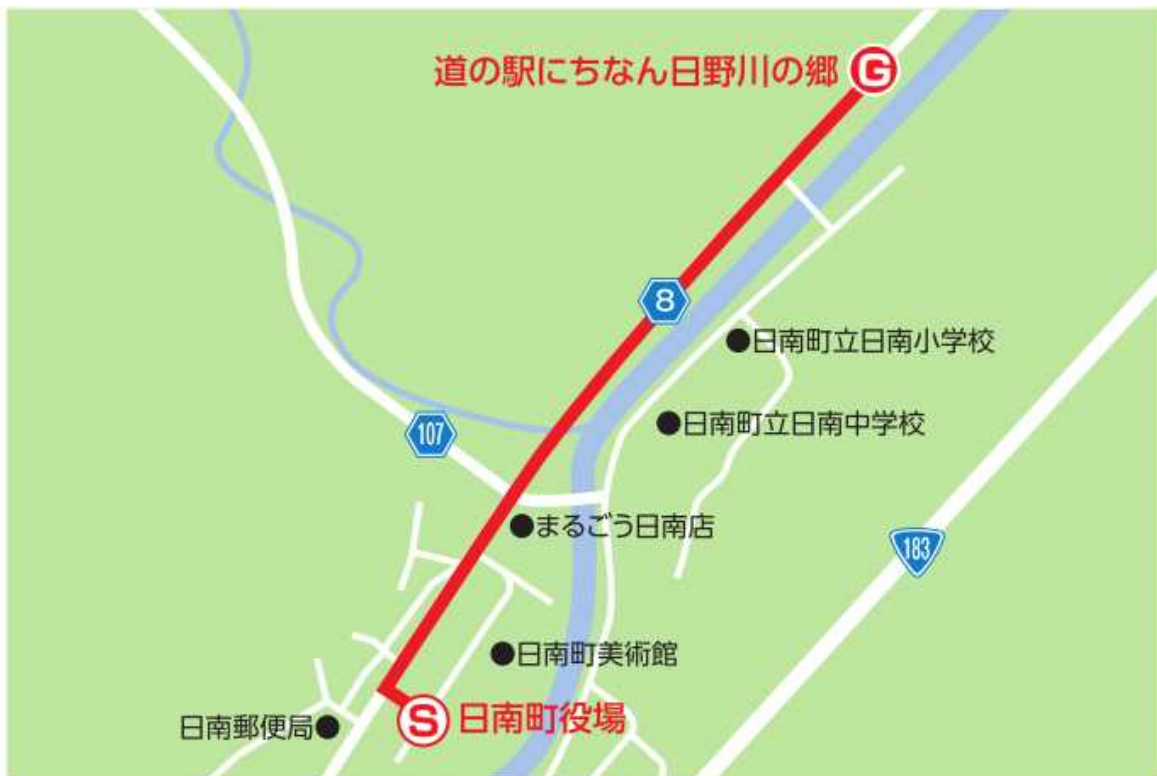 道の駅にちなん日野川の郷
G
8
日南町立日南小学校
日南町立日南中学校
107
まるごう日南店
183
日南町美術館
日南郵便局
S
日南町役場